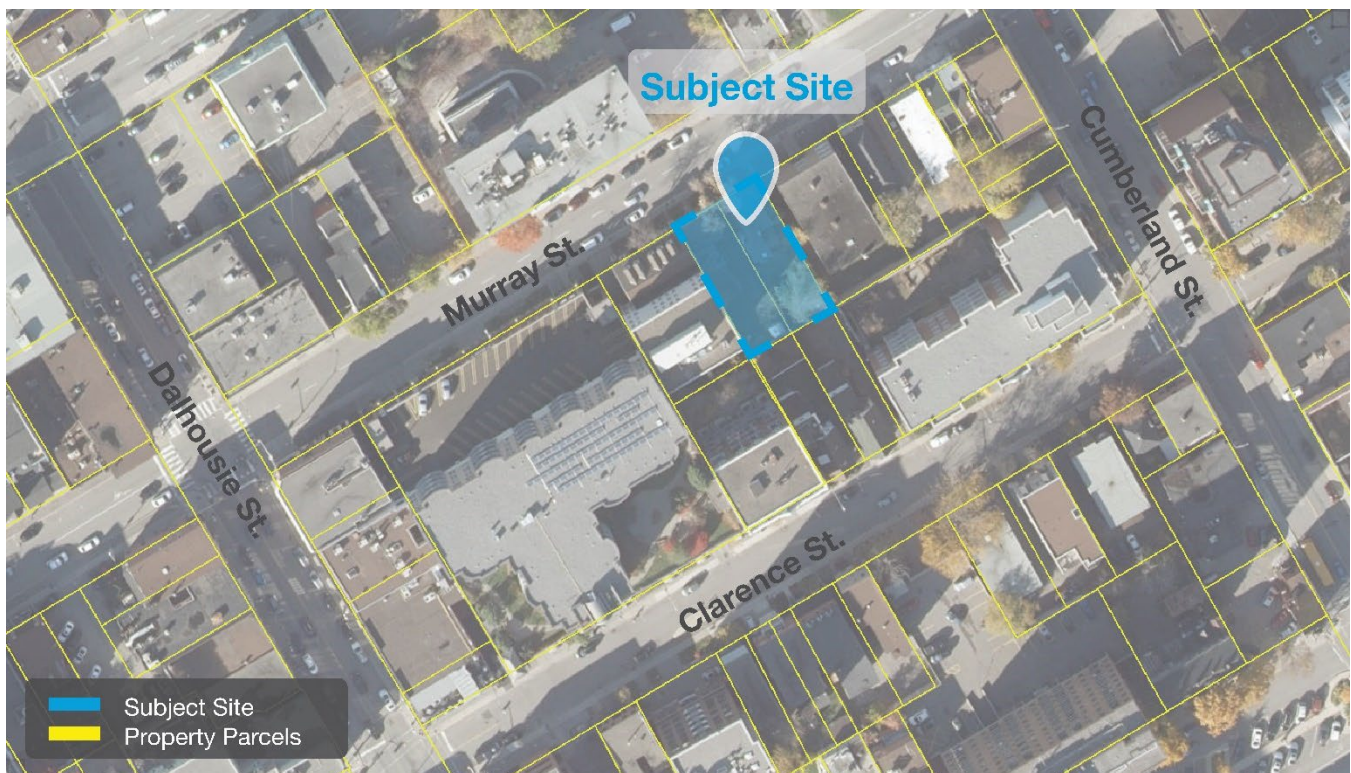 Subject Site
Cumberland St.
Murray St.
Dalhousie St.
Clarence St.
Subject Site
Property Parcels